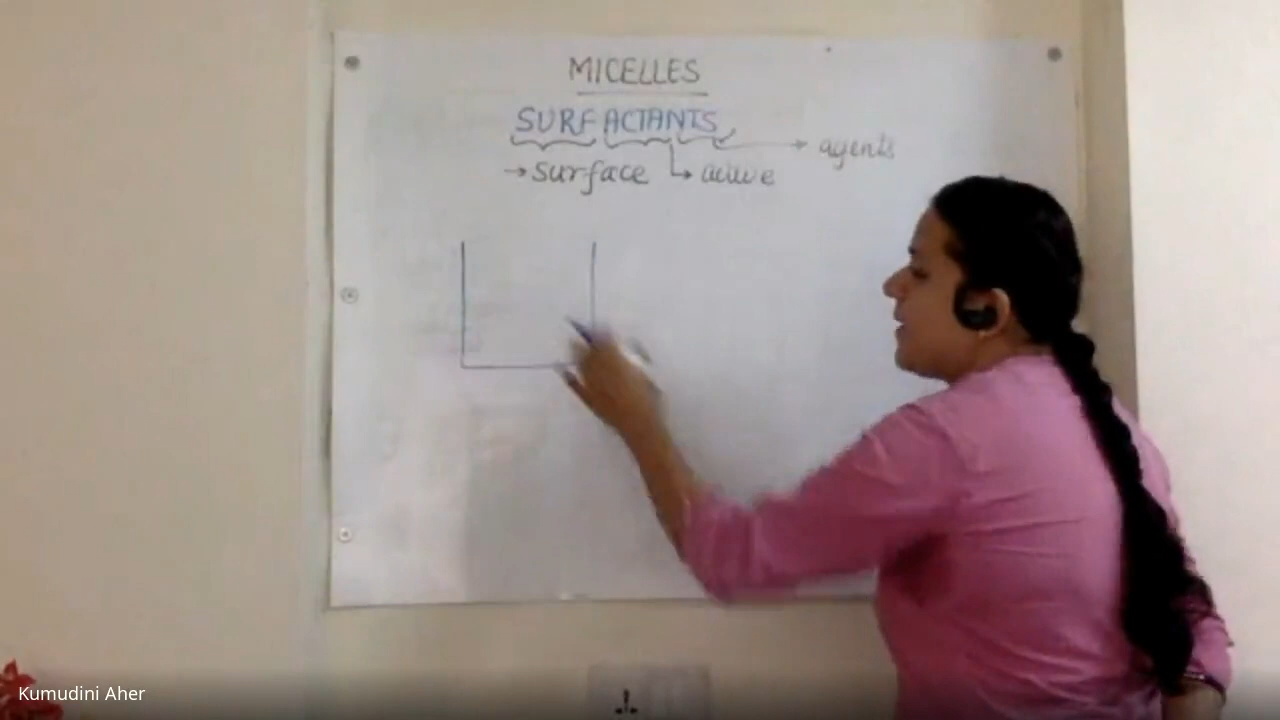 MICELLES
SURFACTANTS
→ agents
→ surface → active
Kumudini Aher